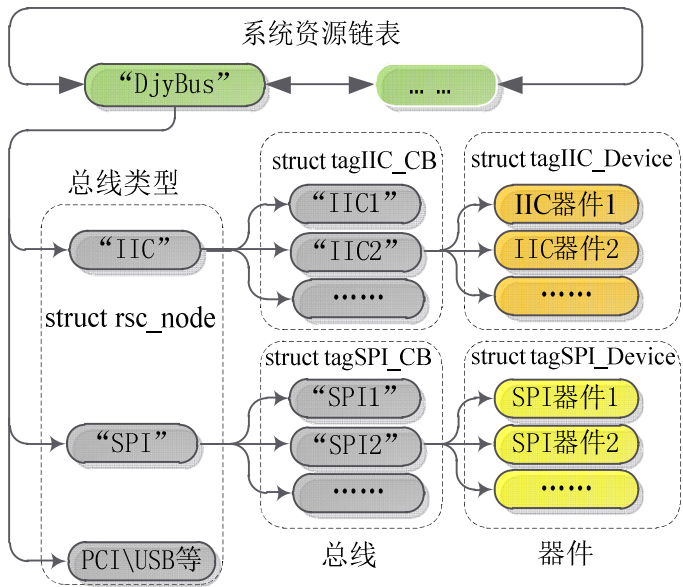 系统资源链表
“DjyBus”
... ...
总线类型
struct tagIIC_CB
struct tagIIC_Device
“IIC1”
IIC器件1
“IIC”
“IIC2”
IIC器件2
……
……
struct rsc_node
struct tagSPI_CB
struct tagSPI_Device
“SPI1”
SPI器件1
“SPI”
“SPI2”
SPI器件2
……
……
PCI\USB等
总线
器件